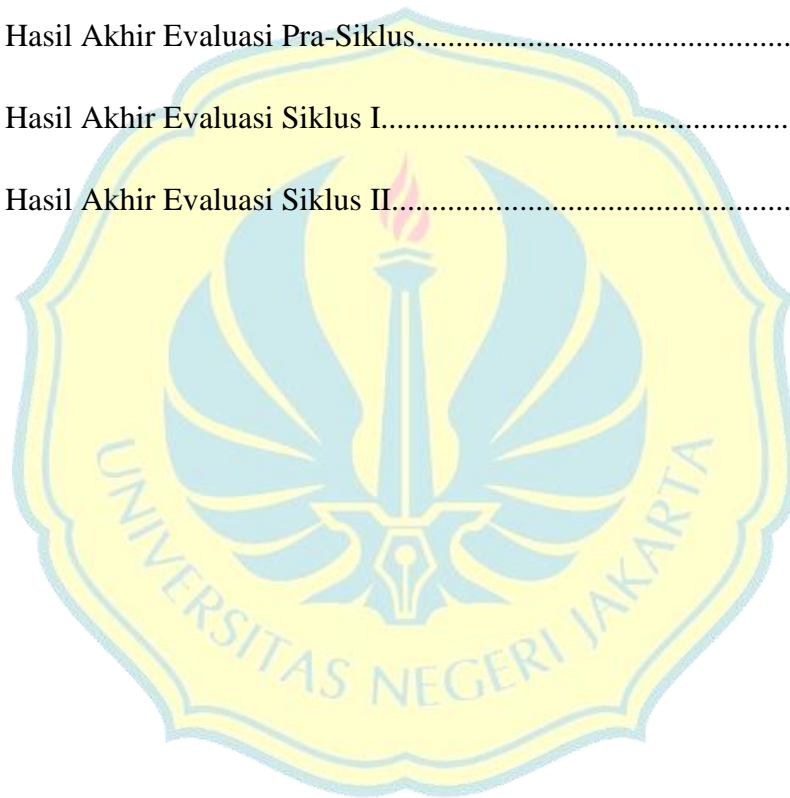 Hasil Akhir Evaluasi Pra-Siklus...............................................
Hasil Akhir Evaluasi Siklus I...................................................
Hasil Akhir Evaluasi Siklus II..................................................
UNIVERSITAS NEGERI JAKARTA